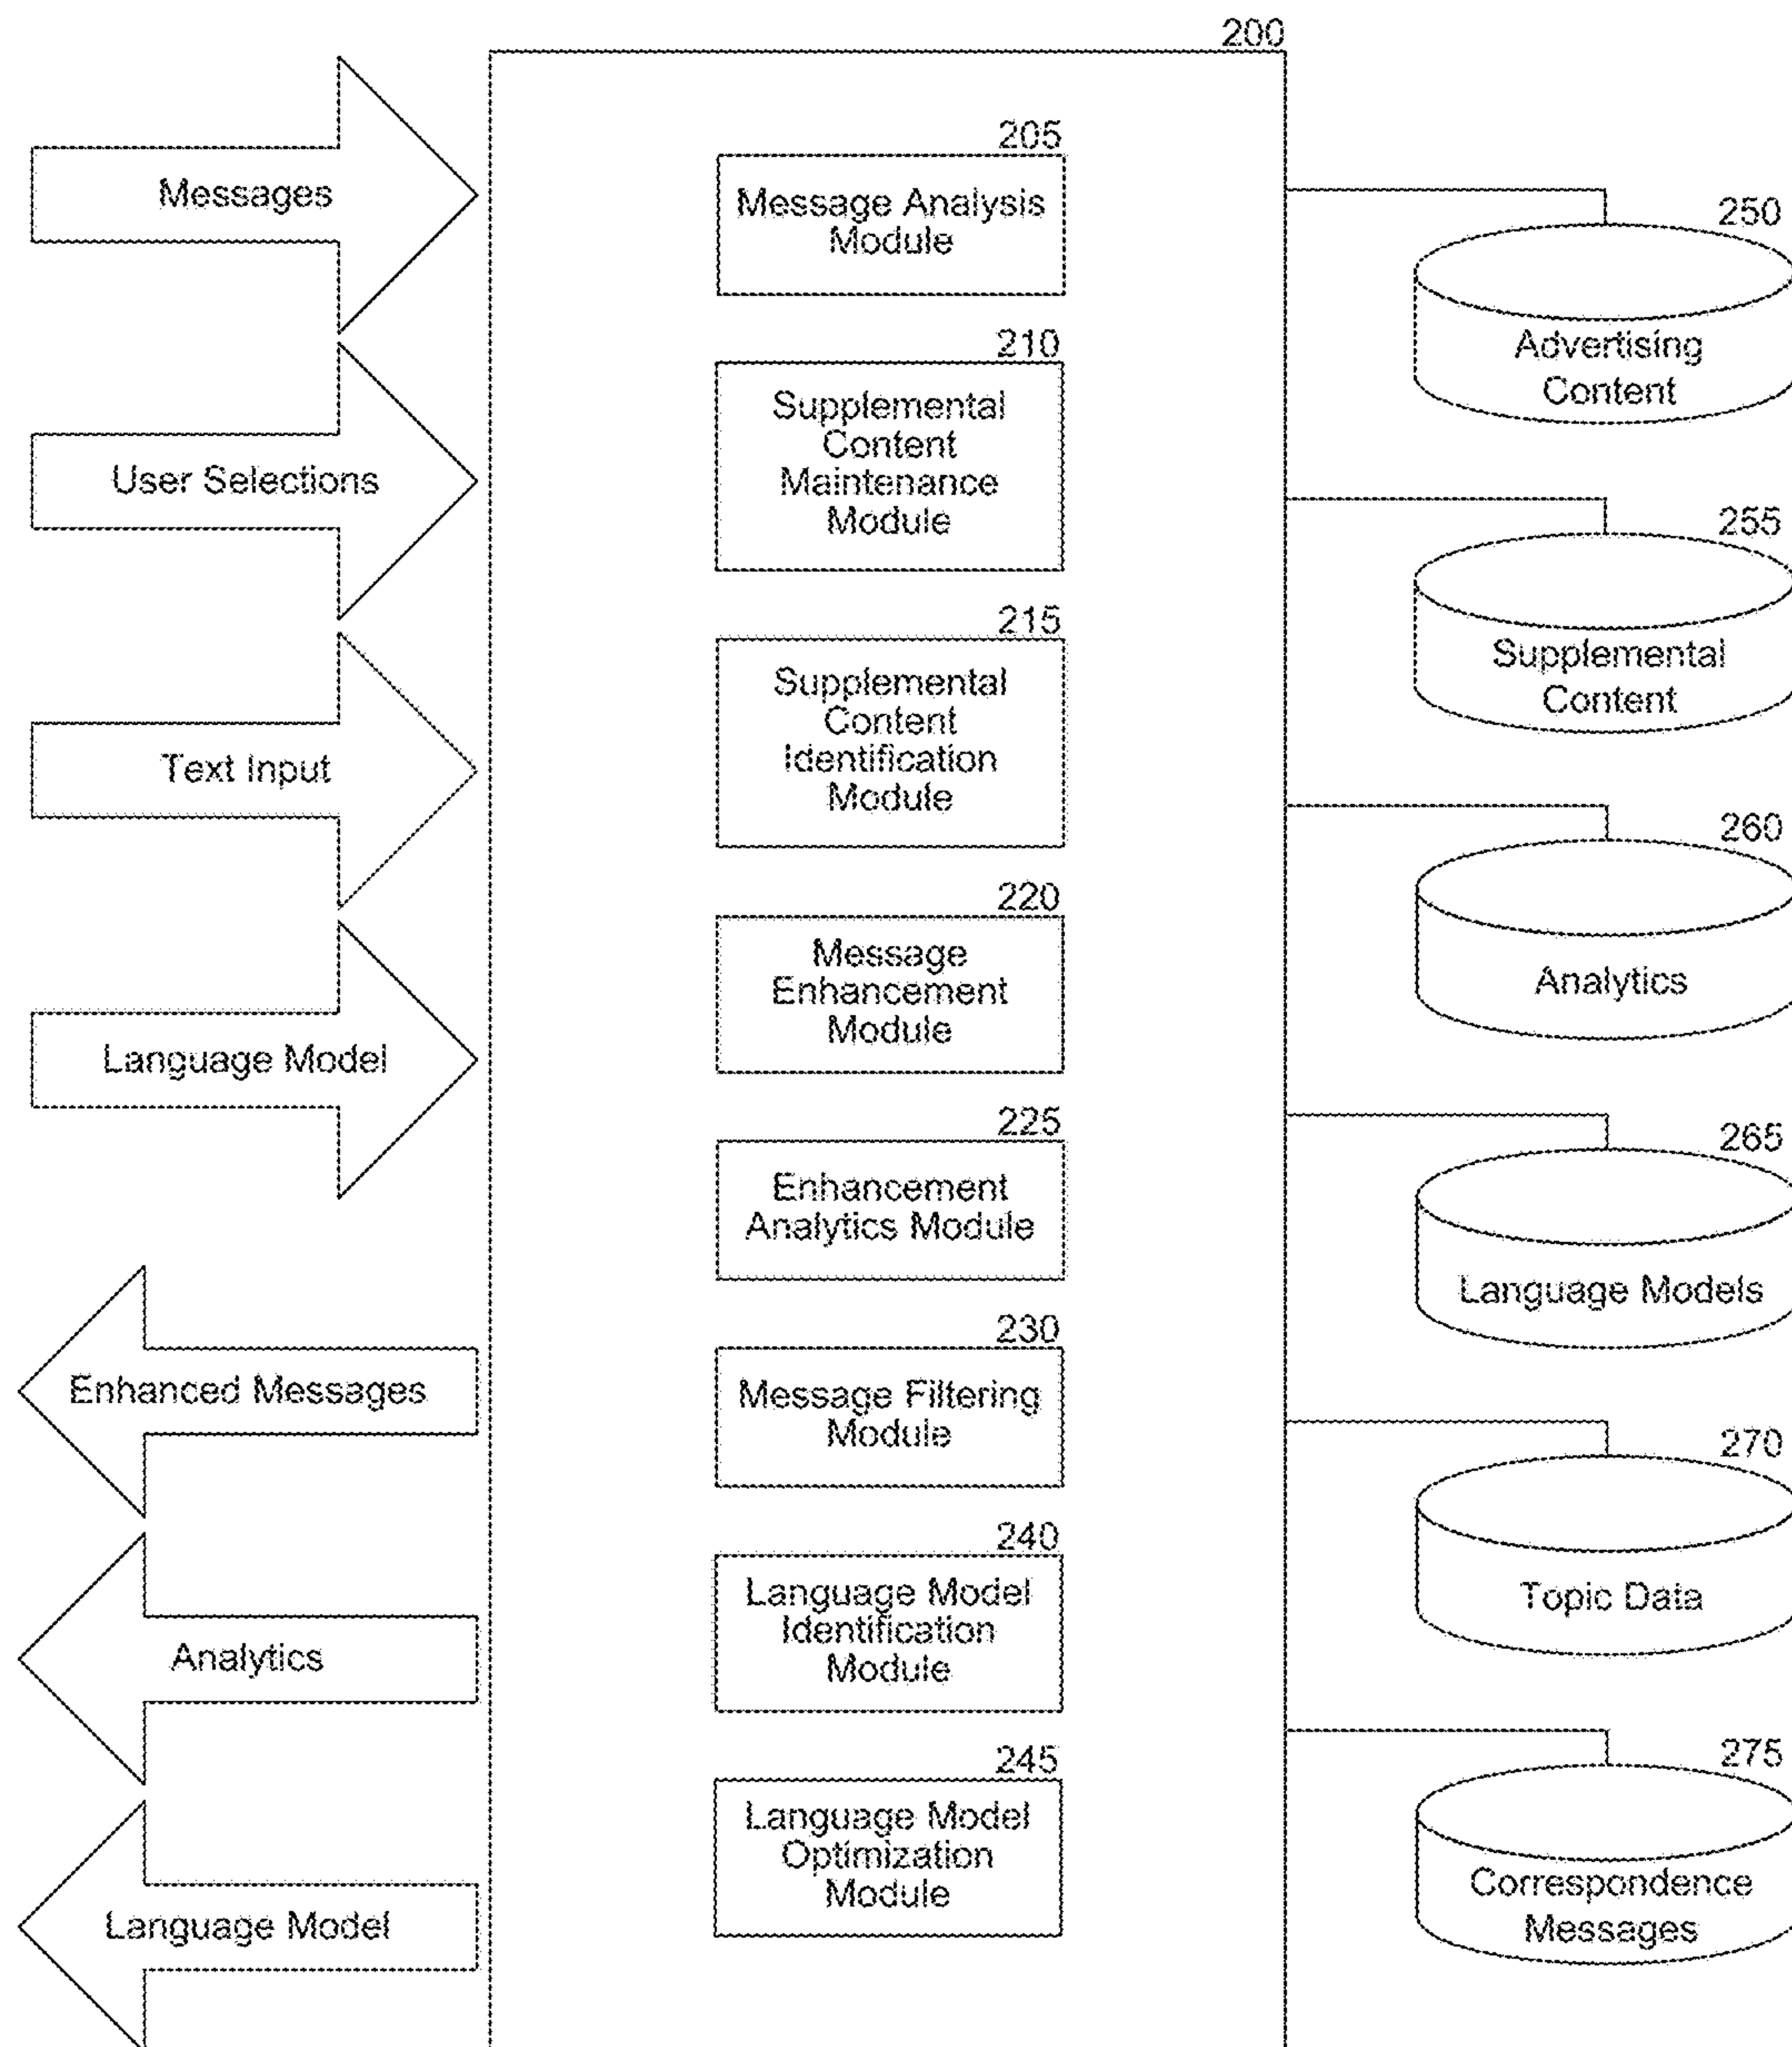 200
Messages
User Selections
Text Input
Language Model
Enhanced Messages
Analytics
Language Model
205
Message Analysis
Module
210
Supplemental
Content
Maintenance
Module
215
Supplemental
Content
Identification
Module
220
Message
Enhancement
Module
225
Enhancement
Analytics Module
230
Message Filtering
Module
240
Language Model
Identification
Module
245
Language Model
Optimization
Module
250
Advertising
Content
255
Supplemental
Content
260
Analytics
265
Language Models
270
Topic Data
275
Correspondence
Messages